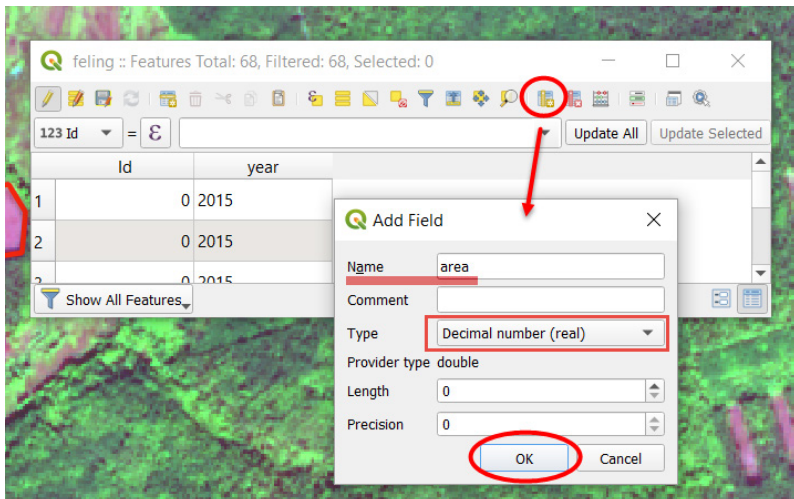 feling :: Features Total: 68, Filtered: 68, Selected: 0
123 Id = ε Update All Update Selected
Id year
1 0 2015
2 0 2015
3 0 2015
Show All Features
Add Field
Name area
Comment
Type Decimal number (real)
Provider type double
Length 0
Precision 0
OK Cancel